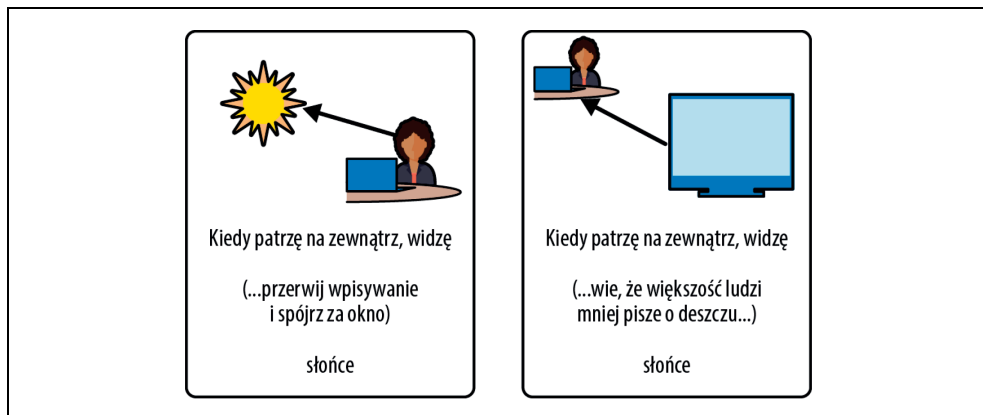 Kiedy patrzę na zewnątrz, widzę
(...przerwij wpisywanie
i spójrz za okno)
słońce
Kiedy patrzę na zewnątrz, widzę
(...wie, że większość ludzi
mniej pisze o deszczu...)
słońce